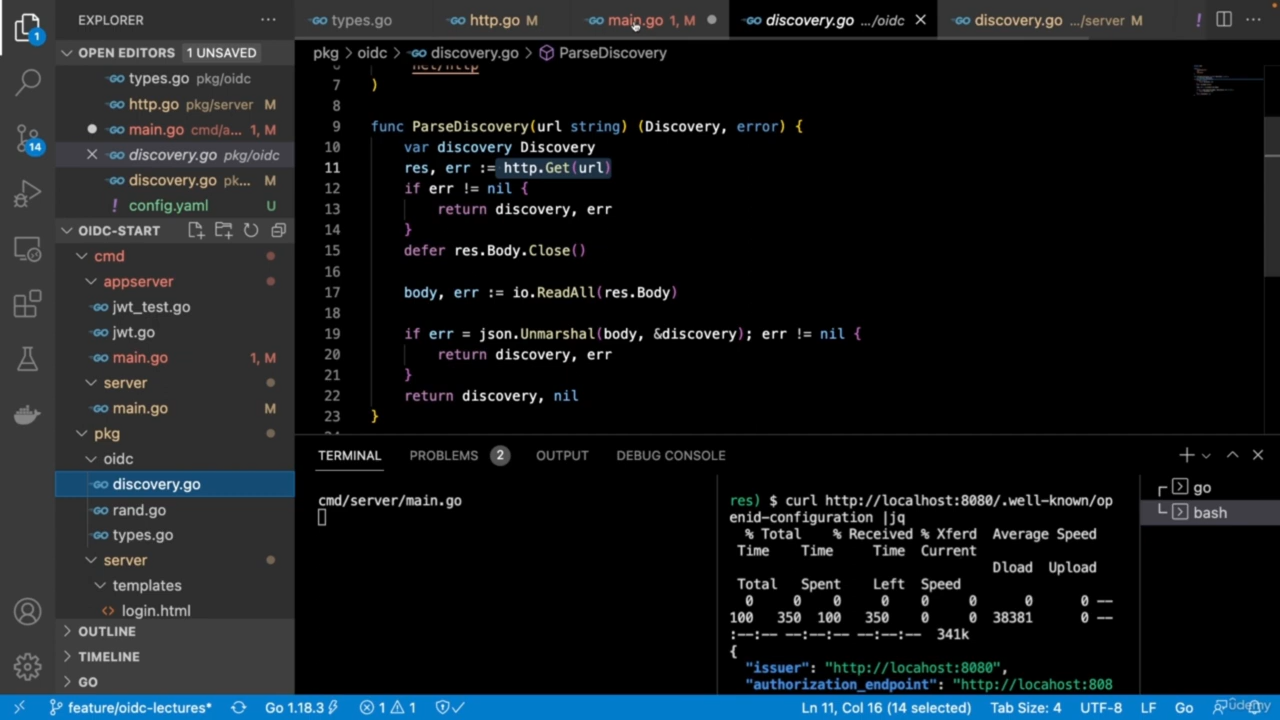 EXPLORER
types.go
http.go M
main.go 1, M
discovery.go .../oidc
discovery.go .../server M
!
OPEN EDITORS 1 UNSAVED
types.go pkg/oidc
http.go pkg/server M
main.go cmd/a... 1, M
discovery.go pkg/oidc
discovery.go pk... M
! config.yaml U
OIDC-START
cmd
appserver
jwt_test.go
jwt.go
main.go 1, M
server
main.go M
pkg
oidc
discovery.go
rand.go
types.go
server
templates
<> login.html
OUTLINE
TIMELINE
GO
1
14
pkg > oidc > discovery.go > ParseDiscovery
6 net/http
7 )
8
9 func ParseDiscovery(url string) (Discovery, error) {
10 var discovery Discovery
11 res, err := http.Get(url)
12 if err != nil {
13 return discovery, err
14 }
15 defer res.Body.Close()
16
17 body, err := io.ReadAll(res.Body)
18
19 if err = json.Unmarshal(body, &discovery); err != nil {
20 return discovery, err
21 }
22 return discovery, nil
23 }
TERMINAL PROBLEMS 2 OUTPUT DEBUG CONSOLE
cmd/server/main.go
res) $ curl http://localhost:8080/.well-known/op
enid-configuration |jq
% Total % Received % Xferd Average Speed
Time Time Time Current
Dload Upload
Total Spent Left Speed
0 0 0 0 0 0 0 0 --
100 350 100 350 0 0 38381 0 --
:--:-- --:--:-- --:--:-- 341k
{
"issuer": "http://locahost:8080",
"authorization_endpoint": "http://locahost:808
go
bash
feature/oidc-lectures* Go 1.18.3 1 1 Ln 11, Col 16 (14 selected) Tab Size: 4 UTF-8 LF Go
Udemy